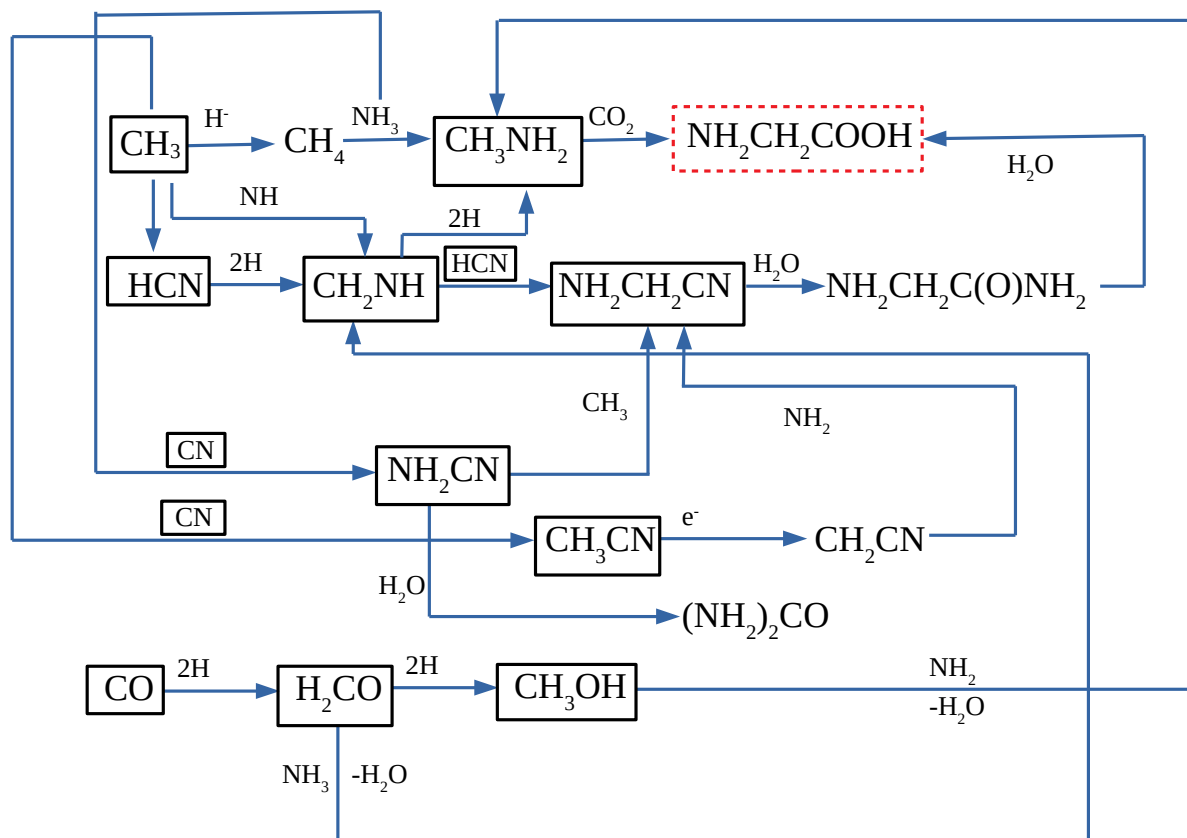 H⁻
NH₃
CO₂
CH₃
CH₄
CH₃NH₂
NH₂CH₂COOH
H₂O
NH
2H
HCN
2H
CH₂NH
HCN
NH₂CH₂CN
H₂O
NH₂CH₂C(O)NH₂
CH₃
NH₂
CN
NH₂CN
CN
CH₃CN
e⁻
CH₂CN
H₂O
(NH₂)₂CO
CO
2H
H₂CO
2H
CH₃OH
NH₂
-H₂O
NH₃
-H₂O